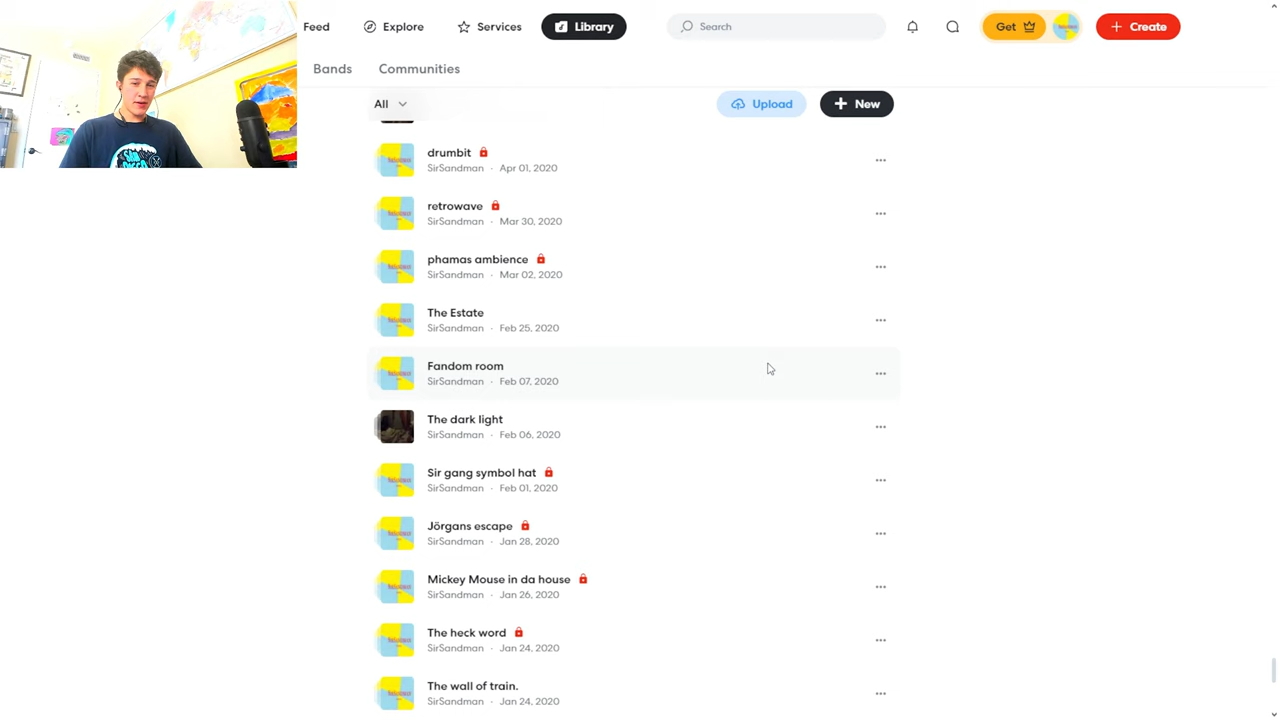 Feed
Explore
Services
Library
Search
Get
Create
Bands
Communities
All
Upload
New
drumbit
SirSandman · Apr 01, 2020
retrowave
SirSandman · Mar 30, 2020
phamas ambience
SirSandman · Mar 02, 2020
The Estate
SirSandman · Feb 25, 2020
Fandom room
SirSandman · Feb 07, 2020
The dark light
SirSandman · Feb 06, 2020
Sir gang symbol hat
SirSandman · Feb 01, 2020
Jörgans escape
SirSandman · Jan 28, 2020
Mickey Mouse in da house
SirSandman · Jan 26, 2020
The heck word
SirSandman · Jan 24, 2020
The wall of train.
SirSandman · Jan 24, 2020